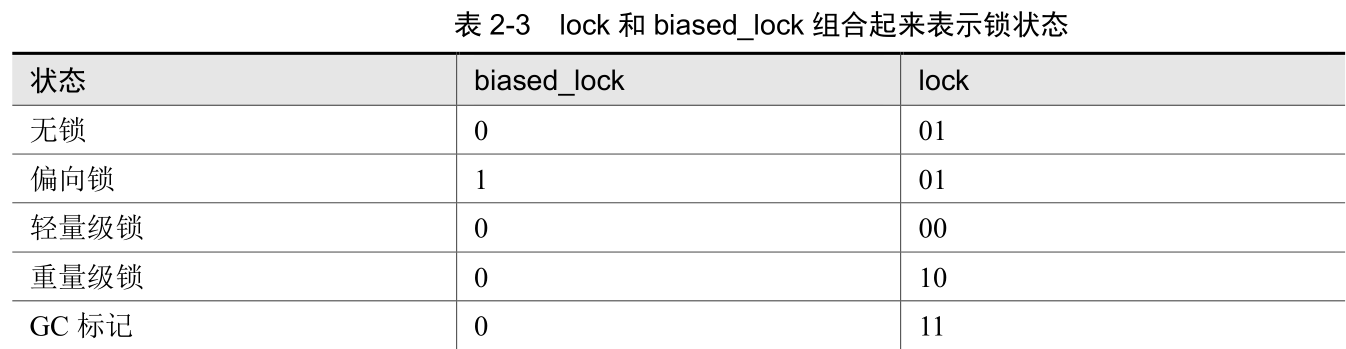 表 2-3 lock 和 biased_lock 组合起来表示锁状态
状态 biased_lock lock
无锁 0 01
偏向锁 1 01
轻量级锁 0 00
重量级锁 0 10
GC 标记 0 11